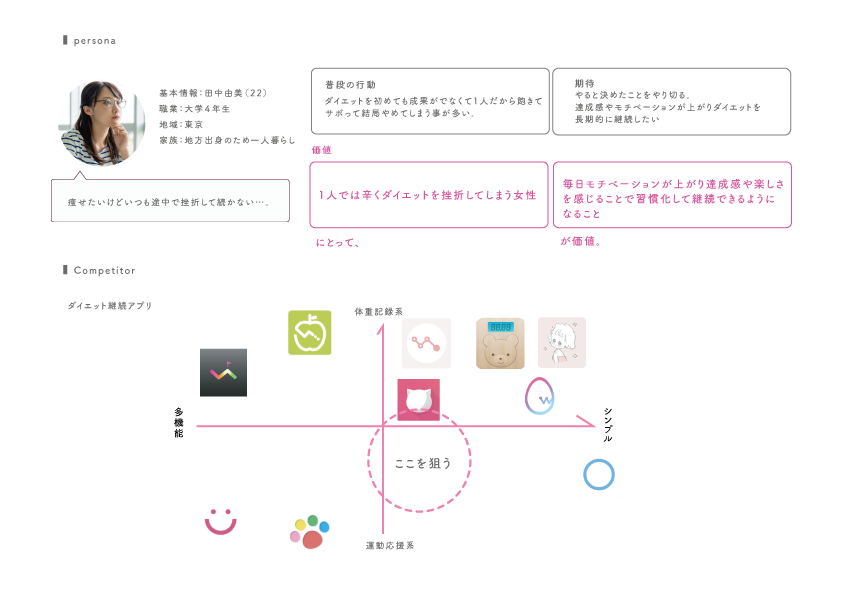 persona
基本情報：田中由美（22）
職業：大学4年生
地域：東京
家族：地方出身のため一人暮らし
痩せたいけどいつも途中で挫折して続かない…．
普段の行動
ダイエットを初めても成果がでなくて1人だから飽きて
サボって結局やめてしまう事が多い．
期待
やると決めたことをやり切る．
達成感やモチベーションが上がりダイエットを
長期的に継続したい
価値
1人では辛くダイエットを挫折してしまう女性
にとって、
毎日モチベーションが上がり達成感や楽しさ
を感じることで習慣化して継続できるように
なること
が価値。
Competitor
ダイエット継続アプリ
体重記録系
88:88
多機能
シンプル
ここを狙う
運動応援系